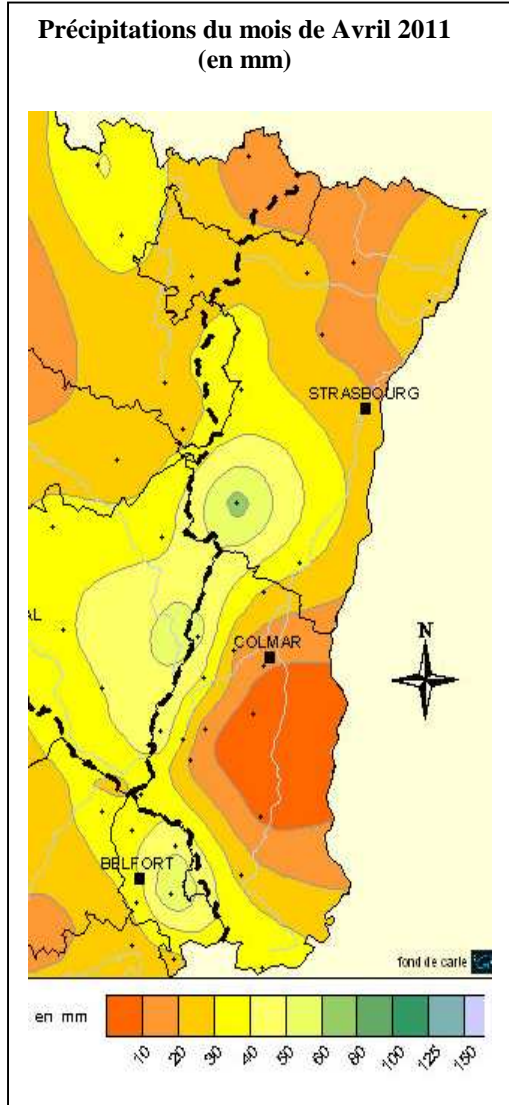 Précipitations du mois de Avril 2011
(en mm)
STRASBOURG
AL
COLMAR
N
BELFORT
fond de carte
en mm
10 20 30 40 50 60 80 100 125 150